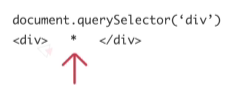 document.querySelector(‘div’)
<div>   *   </div>